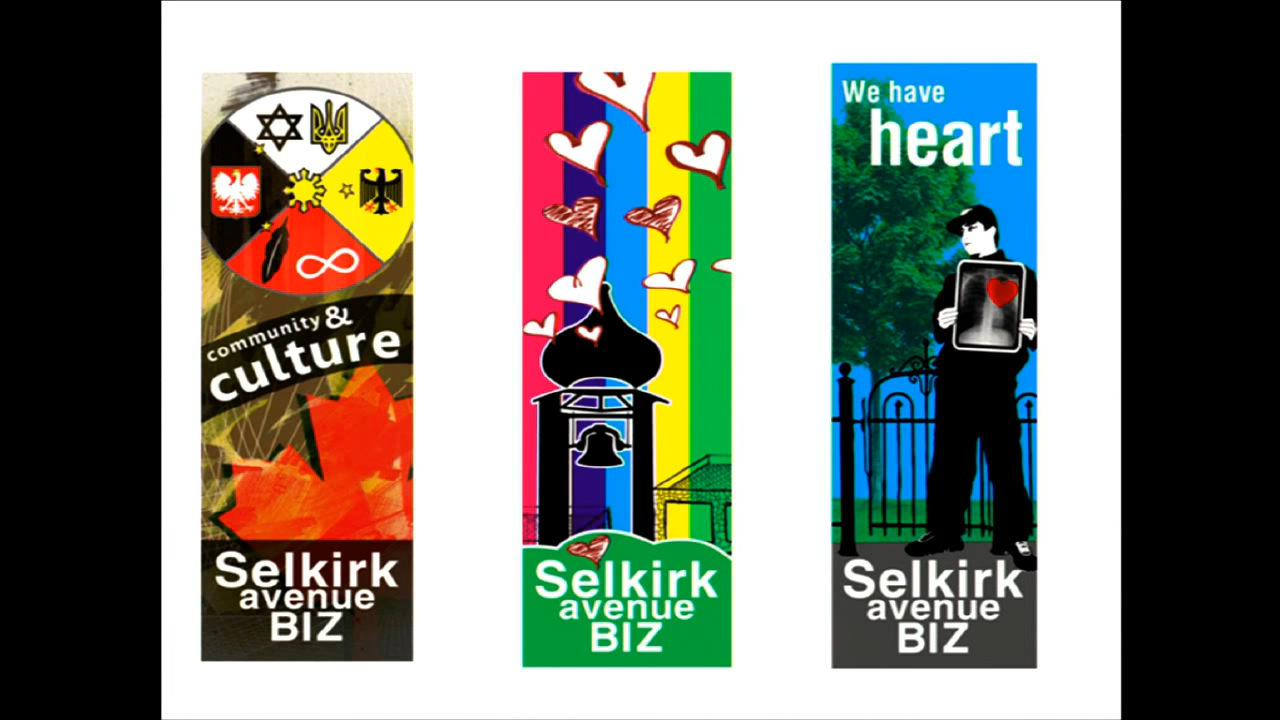 community &
culture
Selkirk
avenue
BIZ
Selkirk
avenue
BIZ
We have
heart
Selkirk
avenue
BIZ